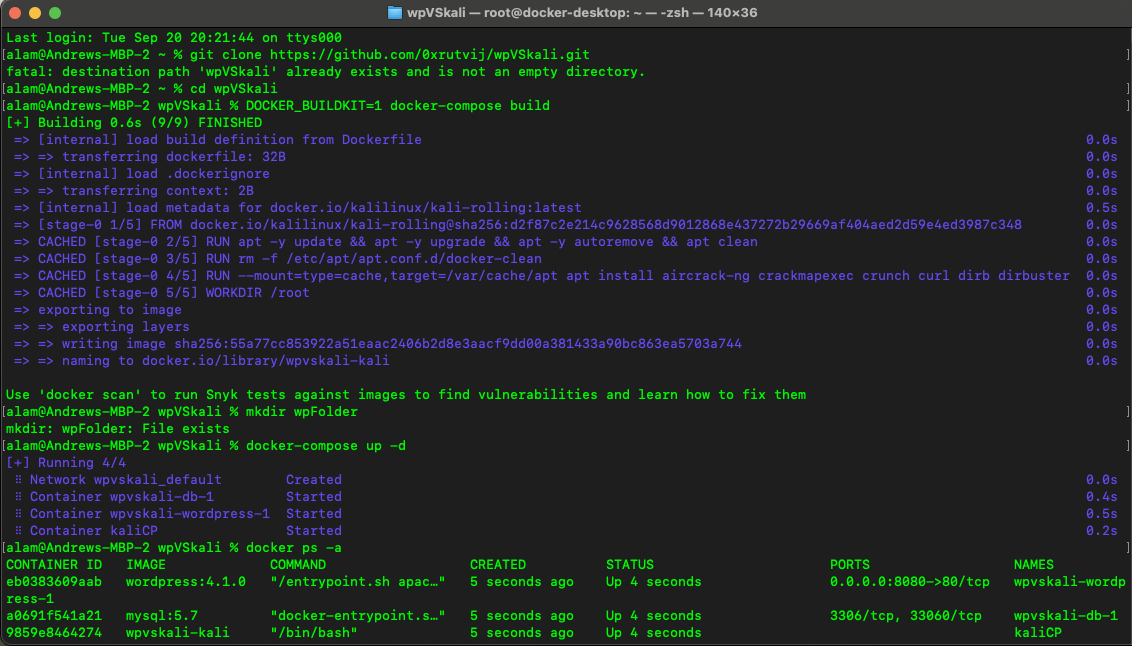 wpVSkali — root@docker-desktop: ~ — -zsh — 140×36
Last login: Tue Sep 20 20:21:44 on ttys000
[alam@Andrews-MBP-2 ~ % git clone https://github.com/0xrutvij/wpVSkali.git ]
fatal: destination path 'wpVSkali' already exists and is not an empty directory.
[alam@Andrews-MBP-2 ~ % cd wpVSkali ]
[alam@Andrews-MBP-2 wpVSkali % DOCKER_BUILDKIT=1 docker-compose build ]
[+] Building 0.6s (9/9) FINISHED
=> [internal] load build definition from Dockerfile 0.0s
=> => transferring dockerfile: 32B 0.0s
=> [internal] load .dockerignore 0.0s
=> => transferring context: 2B 0.0s
=> [internal] load metadata for docker.io/kalilinux/kali-rolling:latest 0.5s
=> [stage-0 1/5] FROM docker.io/kalilinux/kali-rolling@sha256:d2f87c2e214c9628568d9012868e437272b29669af404aed2d59e4ed3987c348 0.0s
=> CACHED [stage-0 2/5] RUN apt -y update && apt -y upgrade && apt -y autoremove && apt clean 0.0s
=> CACHED [stage-0 3/5] RUN rm -f /etc/apt/apt.conf.d/docker-clean 0.0s
=> CACHED [stage-0 4/5] RUN --mount=type=cache,target=/var/cache/apt apt install aircrack-ng crackmapexec crunch curl dirb dirbuster 0.0s
=> CACHED [stage-0 5/5] WORKDIR /root 0.0s
=> exporting to image 0.0s
=> => exporting layers 0.0s
=> => writing image sha256:55a77cc853922a51eaac2406b2d8e3aacf9dd00a381433a90bc863ea5703a744 0.0s
=> => naming to docker.io/library/wpvskali-kali 0.0s
Use 'docker scan' to run Snyk tests against images to find vulnerabilities and learn how to fix them
[alam@Andrews-MBP-2 wpVSkali % mkdir wpFolder ]
mkdir: wpFolder: File exists
[alam@Andrews-MBP-2 wpVSkali % docker-compose up -d ]
[+] Running 4/4
⠿ Network wpvskali_default Created 0.0s
⠿ Container wpvskali-db-1 Started 0.4s
⠿ Container wpvskali-wordpress-1 Started 0.5s
⠿ Container kaliCP Started 0.2s
[alam@Andrews-MBP-2 wpVSkali % docker ps -a ]
CONTAINER ID IMAGE COMMAND CREATED STATUS PORTS NAMES
eb0383609aab wordpress:4.1.0 "/entrypoint.sh apac…" 5 seconds ago Up 4 seconds 0.0.0.0:8080->80/tcp wpvskali-wordp
ress-1
a0691f541a21 mysql:5.7 "docker-entrypoint.s…" 5 seconds ago Up 4 seconds 3306/tcp, 33060/tcp wpvskali-db-1
9859e8464274 wpvskali-kali "/bin/bash" 5 seconds ago Up 4 seconds kaliCP